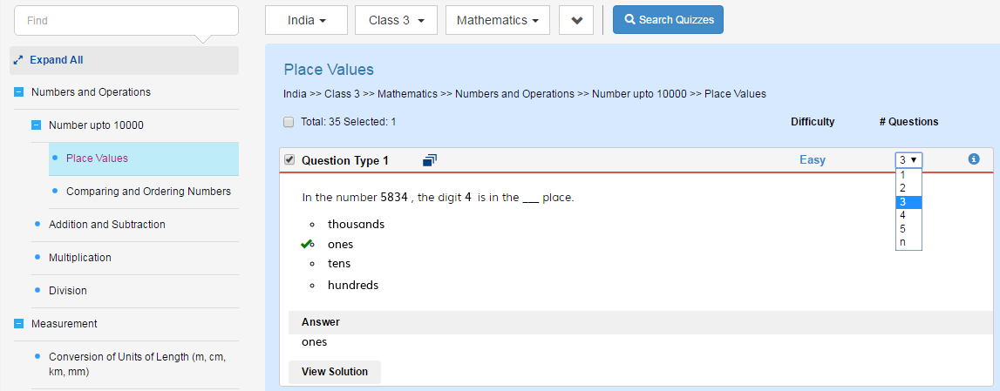 Find
India
Class 3
Mathematics
Search Quizzes
Expand All
Numbers and Operations
Number upto 10000
Place Values
Comparing and Ordering Numbers
Addition and Subtraction
Multiplication
Division
Measurement
Conversion of Units of Length (m, cm,
km, mm)
Place Values
India >> Class 3 >> Mathematics >> Numbers and Operations >> Number upto 10000 >> Place Values
Total: 35 Selected: 1 Difficulty # Questions
Question Type 1 Easy 3
1
2
3
4
5
n
In the number 5834 , the digit 4 is in the ___ place.
thousands
ones
tens
hundreds
Answer
ones
View Solution